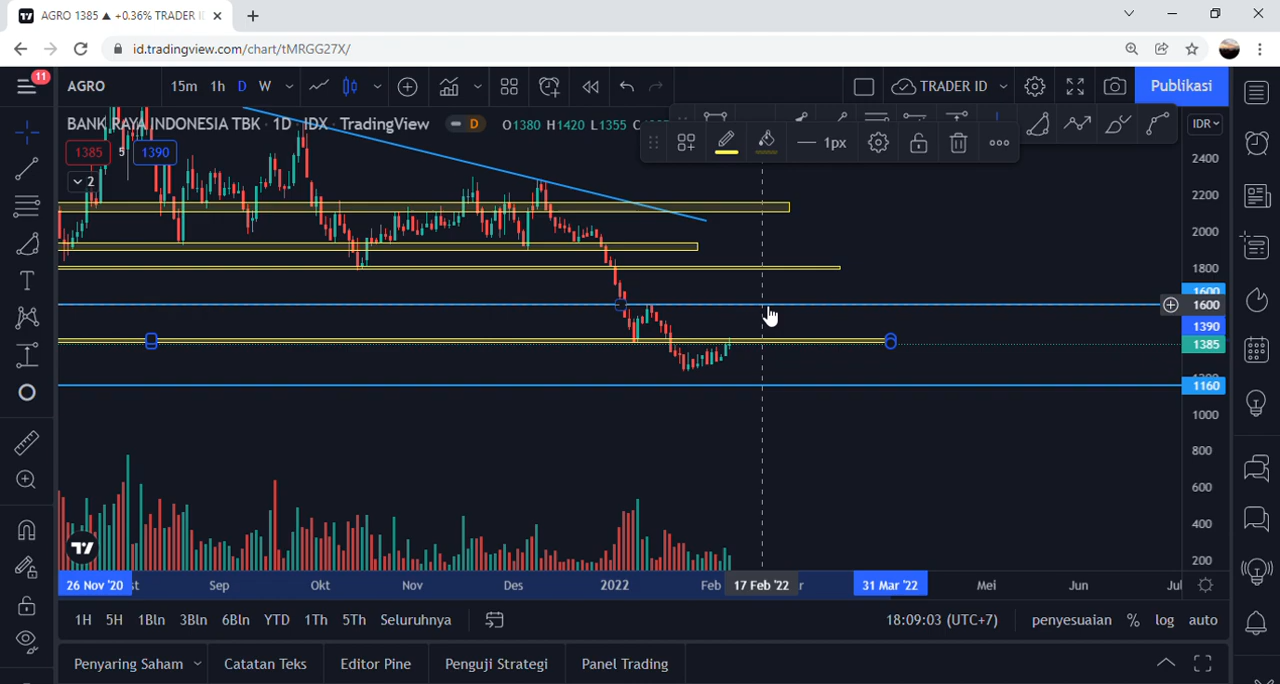 AGRO 1385 ▲ +0.36% TRADER I
id.tradingview.com/chart/tMRGG27X/
11
AGRO
15m 1h D W
TRADER ID
Publikasi
BANK RAYA INDONESIA TBK · 1D · IDX · TradingView
D
O1380 H1420 L1355
1px
IDR
1385 5 1390
2
2400
2200
2000
1800
1600
1600
1390
1385
1160
1000
800
600
400
200
26 Nov '20 st Sep Okt Nov Des 2022 Feb 17 Feb '22 r 31 Mar '22 Mei Jun Jul
1H 5H 1Bln 3Bln 6Bln YTD 1Th 5Th Seluruhnya
18:09:03 (UTC+7) penyesuaian % log auto
Penyaring Saham Catatan Teks Editor Pine Penguji Strategi Panel Trading